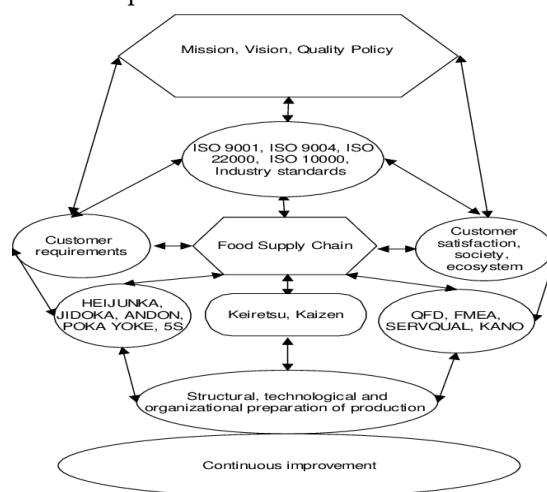 Mission, Vision, Quality Policy
ISO 9001, ISO 9004, ISO
22000, ISO 10000,
Industry standards
Customer
requirements
Food Supply Chain
Customer
satisfaction,
society,
ecosystem
HEIJUNKA,
JIDOKA, ANDON,
POKA YOKE, 5S
Keiretsu, Kaizen
QFD, FMEA,
SERVQUAL, KANO
Structural, technological and
organizational preparation of production
Continuous improvement